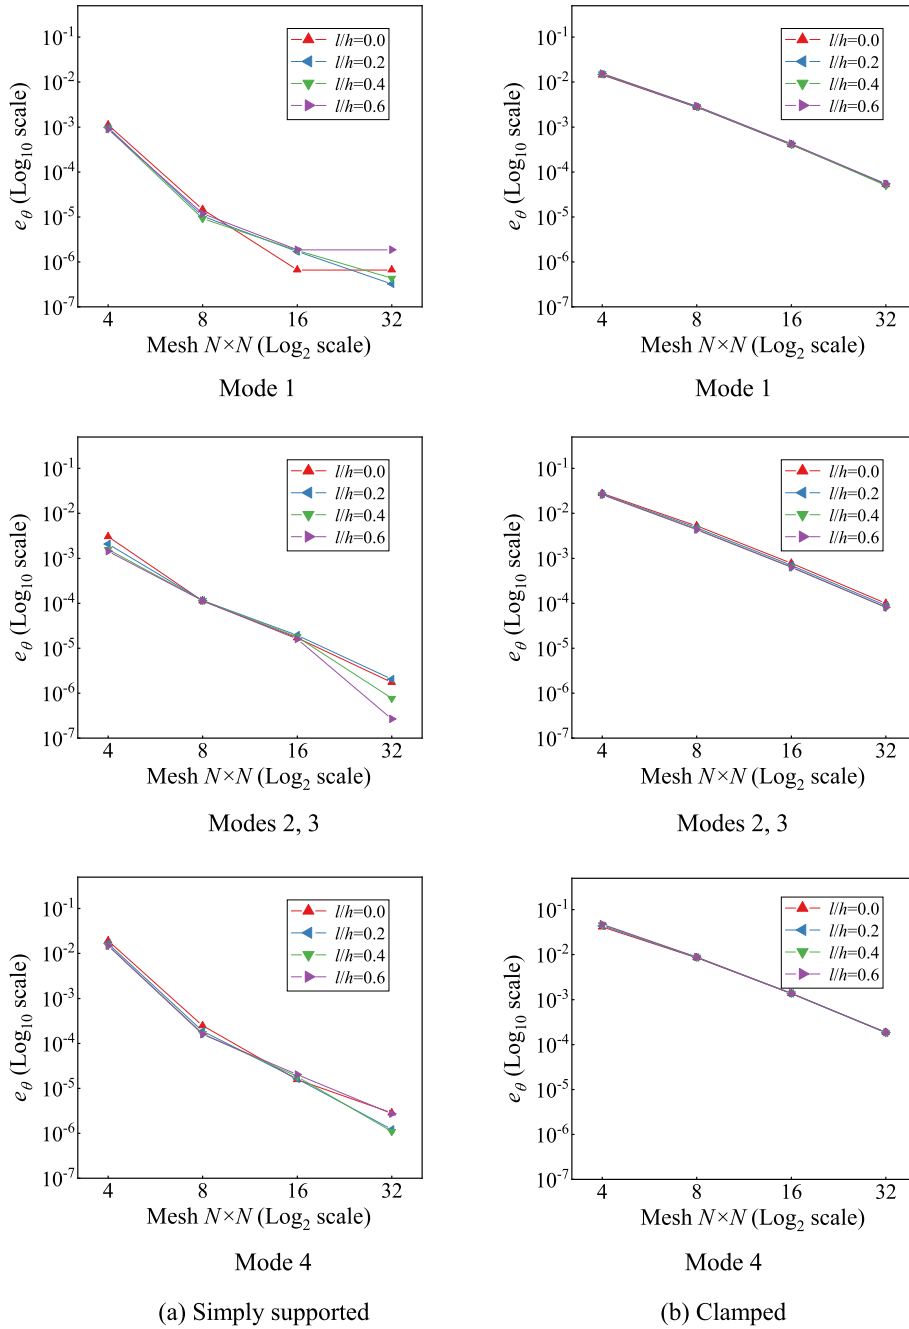 10⁻¹
10⁻²
10⁻³
10⁻⁴
10⁻⁵
10⁻⁶
10⁻⁷
e_θ (Log₁₀ scale)
l/h=0.0
l/h=0.2
l/h=0.4
l/h=0.6
4 8 16 32
Mesh N×N (Log₂ scale)
Mode 1
10⁻¹
10⁻²
10⁻³
10⁻⁴
10⁻⁵
10⁻⁶
10⁻⁷
e_θ (Log₁₀ scale)
l/h=0.0
l/h=0.2
l/h=0.4
l/h=0.6
4 8 16 32
Mesh N×N (Log₂ scale)
Mode 1
10⁻¹
10⁻²
10⁻³
10⁻⁴
10⁻⁵
10⁻⁶
10⁻⁷
e_θ (Log₁₀ scale)
l/h=0.0
l/h=0.2
l/h=0.4
l/h=0.6
4 8 16 32
Mesh N×N (Log₂ scale)
Modes 2, 3
10⁻¹
10⁻²
10⁻³
10⁻⁴
10⁻⁵
10⁻⁶
10⁻⁷
e_θ (Log₁₀ scale)
l/h=0.0
l/h=0.2
l/h=0.4
l/h=0.6
4 8 16 32
Mesh N×N (Log₂ scale)
Modes 2, 3
10⁻¹
10⁻²
10⁻³
10⁻⁴
10⁻⁵
10⁻⁶
10⁻⁷
e_θ (Log₁₀ scale)
l/h=0.0
l/h=0.2
l/h=0.4
l/h=0.6
4 8 16 32
Mesh N×N (Log₂ scale)
Mode 4
10⁻¹
10⁻²
10⁻³
10⁻⁴
10⁻⁵
10⁻⁶
10⁻⁷
e_θ (Log₁₀ scale)
l/h=0.0
l/h=0.2
l/h=0.4
l/h=0.6
4 8 16 32
Mesh N×N (Log₂ scale)
Mode 4
(a) Simply supported
(b) Clamped